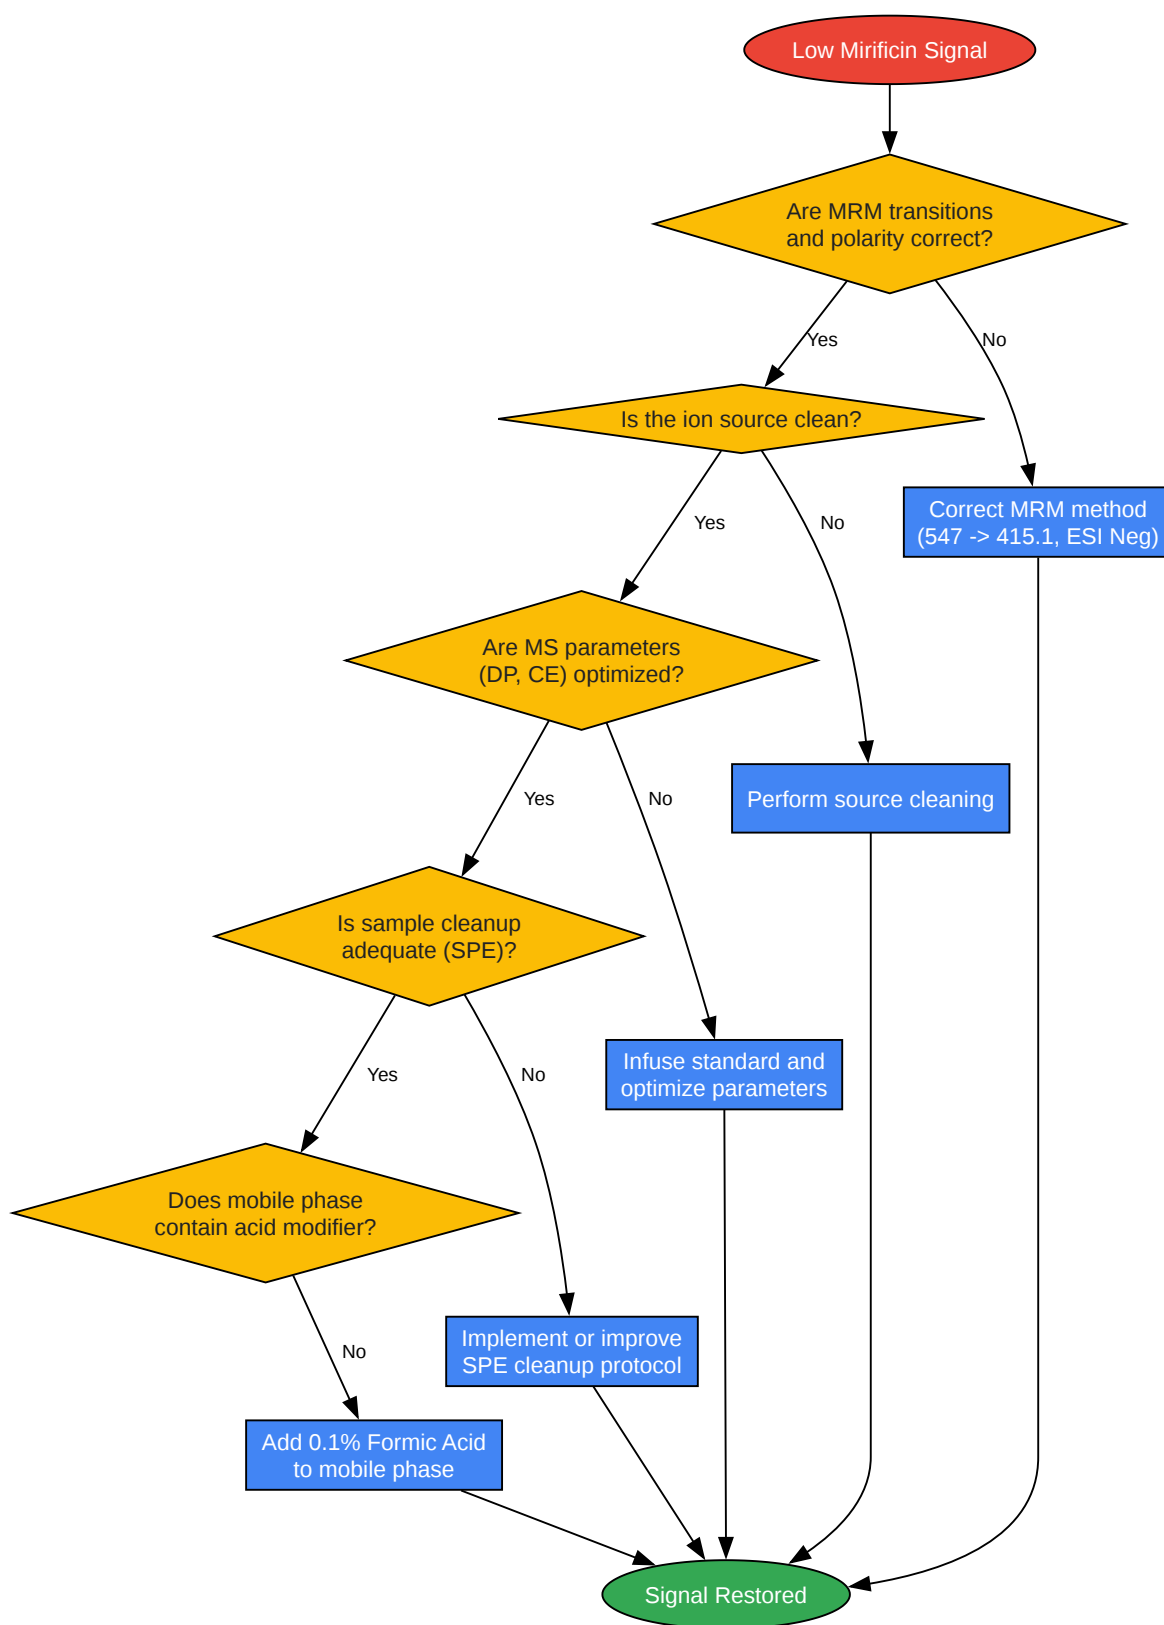 Low Mirificin Signal
Are MRM transitions
and polarity correct?
Yes
No
Is the ion source clean?
Correct MRM method
(547 -> 415.1, ESI Neg)
Yes
No
Are MS parameters
(DP, CE) optimized?
Perform source cleaning
Yes
No
Is sample cleanup
adequate (SPE)?
Infuse standard and
optimize parameters
Yes
No
Does mobile phase
contain acid modifier?
Implement or improve
SPE cleanup protocol
No
Add 0.1% Formic Acid
to mobile phase
Signal Restored